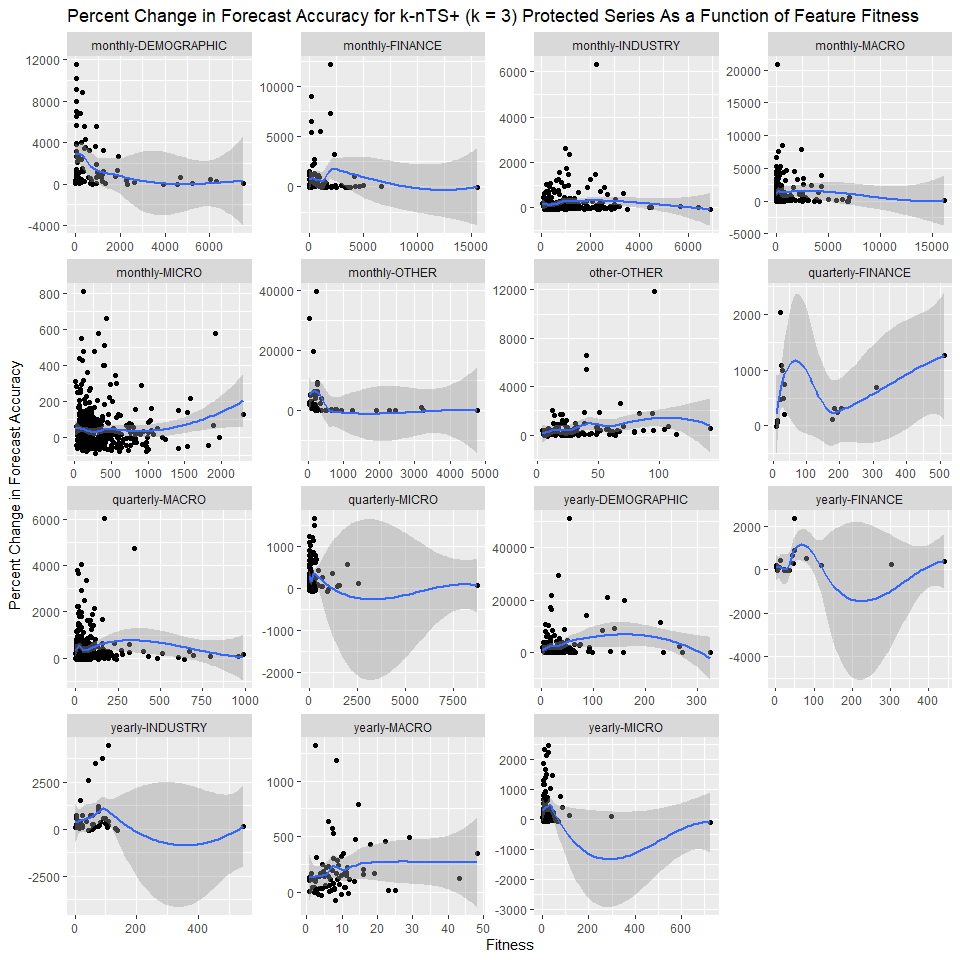 Percent Change in Forecast Accuracy for k-nTS+ (k = 3) Protected Series As a Function of Feature Fitness
monthly-DEMOGRAPHIC monthly-FINANCE monthly-INDUSTRY monthly-MACRO
12000 8000 4000 0 -4000
0 2000 4000 6000
10000 5000 0
0 5000 10000 15000
6000 4000 2000 0
0 2000 4000 6000
20000 15000 10000 5000 0 -5000
0 5000 10000 15000
monthly-MICRO monthly-OTHER other-OTHER quarterly-FINANCE
800 600 400 200 0
0 500 1000 1500 2000
40000 20000 0
0 1000 2000 3000 4000 5000
12000 8000 4000 0
0 50 100
2000 1000 0
0 100 200 300 400 500
Percent Change in Forecast Accuracy
quarterly-MACRO quarterly-MICRO yearly-DEMOGRAPHIC yearly-FINANCE
6000 4000 2000 0
0 250 500 750 1000
1000 0 -1000 -2000
0 2500 5000 7500
40000 20000 0
0 100 200 300
2000 0 -2000 -4000
0 100 200 300 400
yearly-INDUSTRY yearly-MACRO yearly-MICRO
2500 0 -2500
0 200 400
1000 500 0
0 10 20 30 40 50
2000 1000 0 -1000 -2000 -3000
0 200 400 600
Fitness